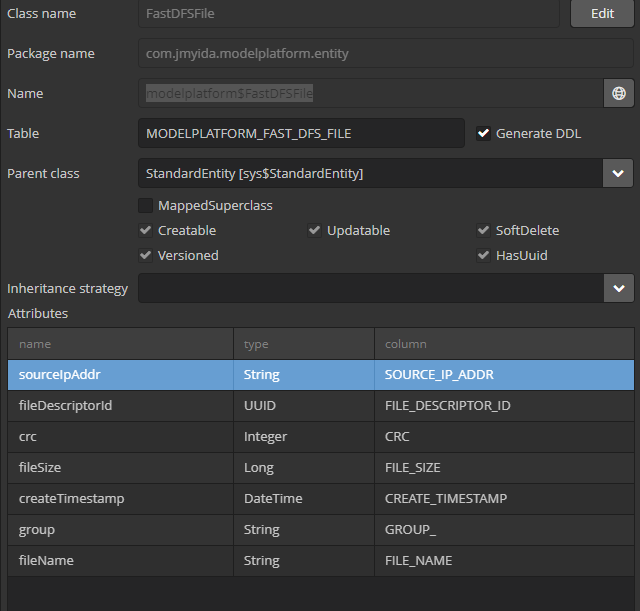 Class name FastDFSFile Edit
Package name com.jmyida.modelplatform.entity
Name modelplatform$FastDFSFile
Table MODELPLATFORM_FAST_DFS_FILE Generate DDL
Parent class StandardEntity [sys$StandardEntity]
MappedSuperclass
Creatable Updatable SoftDelete
Versioned HasUuid
Inheritance strategy
Attributes
name type column
sourceIpAddr String SOURCE_IP_ADDR
fileDescriptorId UUID FILE_DESCRIPTOR_ID
crc Integer CRC
fileSize Long FILE_SIZE
createTimestamp DateTime CREATE_TIMESTAMP
group String GROUP_
fileName String FILE_NAME